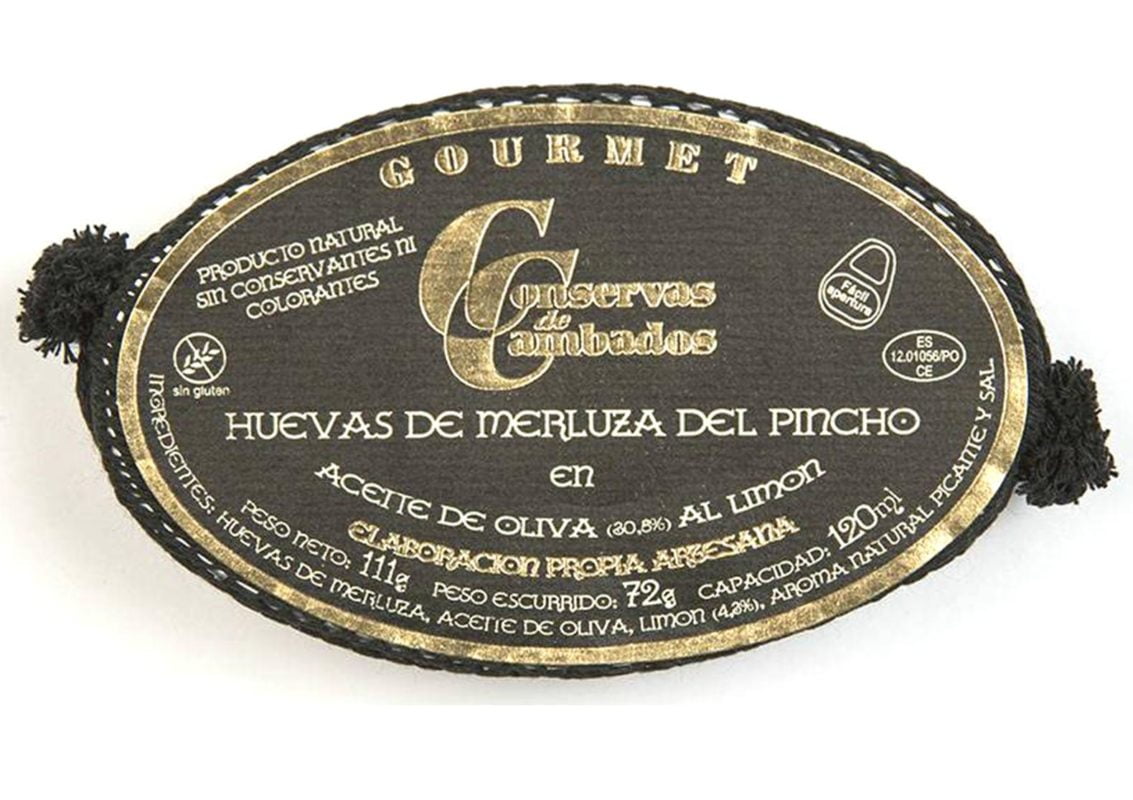 GOURMET
PRODUCTO NATURAL
SIN CONSERVANTES NI
COLORANTES
Conservas
de
Cambados
Fácil
apertura
ES
12.01056/PO
CE
sin gluten
HUEVAS DE MERLUZA DEL PINCHO
EN
ACEITE DE OLIVA (30,8%) AL LIMON
ELABORACION PROPIA ARTESANA
PESO NETO: 111g PESO ESCURRIDO: 72g CAPACIDAD: 120ml
INGREDIENTES: HUEVAS DE MERLUZA, ACEITE DE OLIVA, LIMON (4,2%), AROMA NATURAL PICANTE Y SAL.